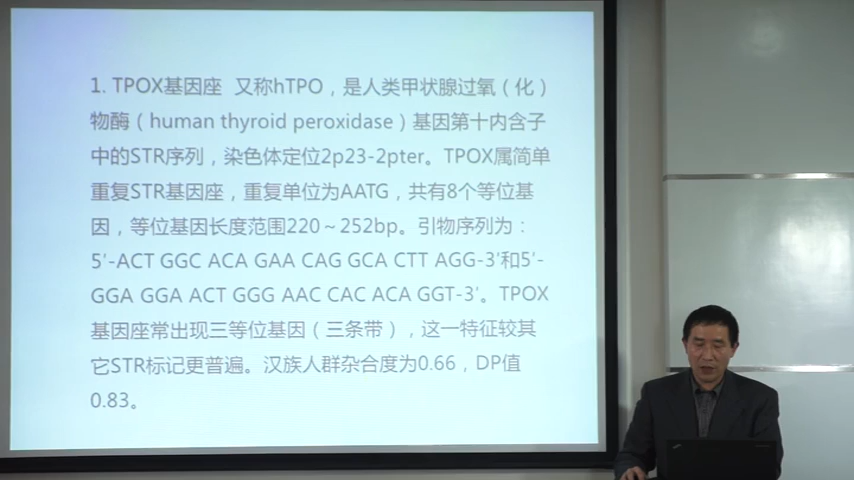 1. TPOX基因座 又称hTPO，是人类甲状腺过氧（化）
物酶（human thyroid peroxidase）基因第十内含子
中的STR序列，染色体定位2p23-2pter。TPOX属简单
重复STR基因座，重复单位为AATG，共有8个等位基
因，等位基因长度范围220～252bp。引物序列为：
5'-ACT GGC ACA GAA CAG GCA CTT AGG-3'和5'-
GGA GGA ACT GGG AAC CAC ACA GGT-3'。TPOX
基因座常出现三等位基因（三条带），这一特征较其
它STR标记更普遍。汉族人群杂合度为0.66，DP值
0.83。